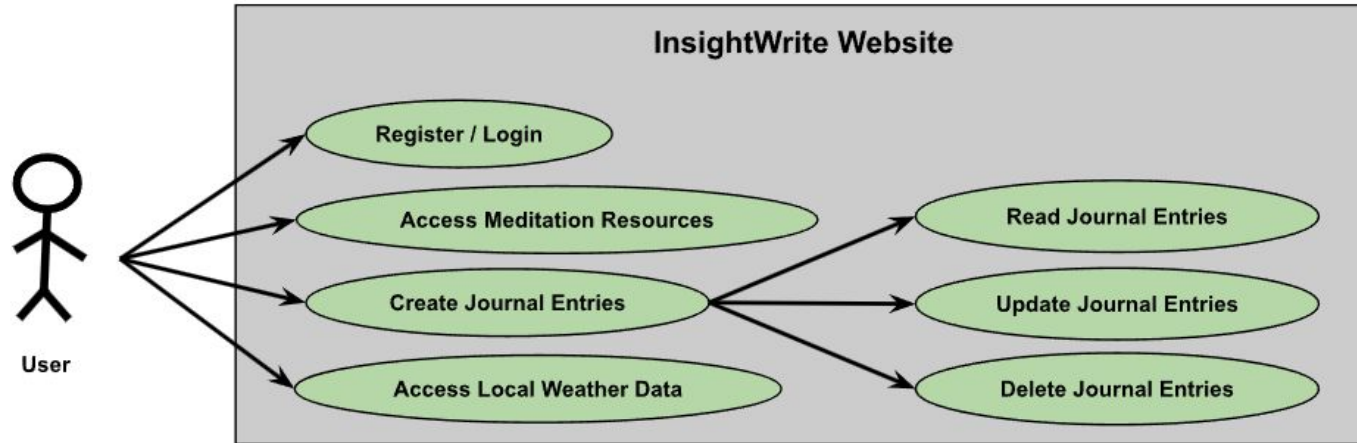 InsightWrite Website
Register / Login
Access Meditation Resources
Create Journal Entries
Access Local Weather Data
Read Journal Entries
Update Journal Entries
Delete Journal Entries
User